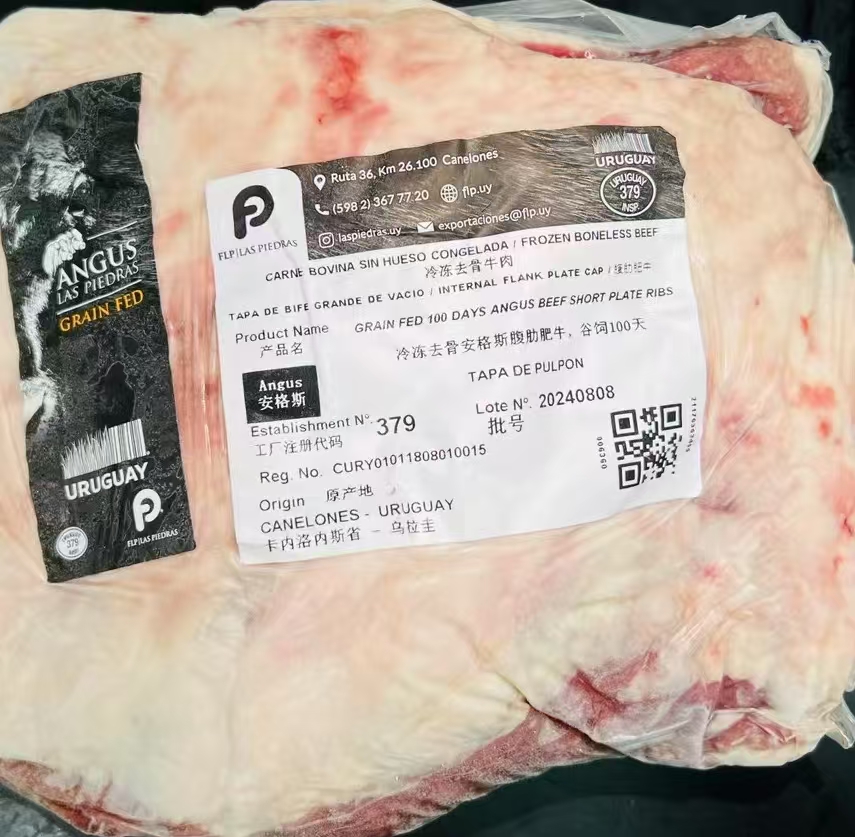 ANGUS
LAS PIEDRAS
GRAIN FED
URUGUAY
FLP|LAS PIEDRAS
379
FLP|LAS PIEDRAS
Ruta 36, Km 26.100 Canelones
(598 2) 367 77 20 flp.uy
laspiedras.uy exportaciones@flp.uy
URUGUAY
URUGUAY
379
INSP.
CARNE BOVINA SIN HUESO CONGELADA / FROZEN BONELESS BEEF
冷冻去骨牛肉
TAPA DE BIFE GRANDE DE VACIO / INTERNAL FLANK PLATE CAP / 腹肋肥牛
Product Name GRAIN FED 100 DAYS ANGUS BEEF SHORT PLATE RIBS
产品名 冷冻去骨安格斯腹肋肥牛，谷饲100天
TAPA DE PULPON
Angus
安格斯
Establishment Nº. 379
工厂注册代码
Lote Nº. 20240808
批号
Reg. No. CURY01011808010015
Origin 原产地
CANELONES - URUGUAY
卡内洛内斯省 - 乌拉圭
006360